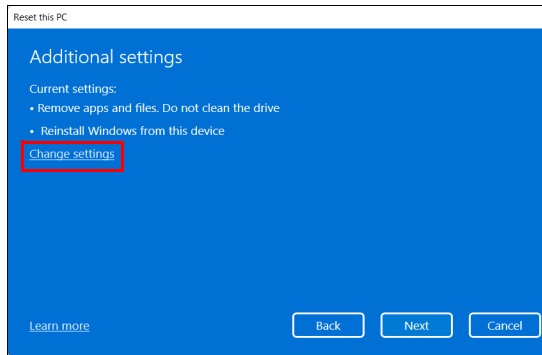 Reset this PC
Additional settings
Current settings:
• Remove apps and files. Do not clean the drive
• Reinstall Windows from this device
Change settings
Learn more
Back
Next
Cancel